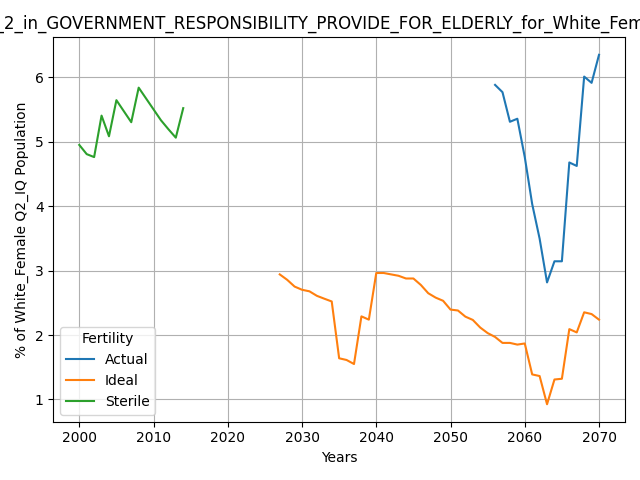 _2_in_GOVERNMENT_RESPONSIBILITY_PROVIDE_FOR_ELDERLY_for_White_Fem
% of White_Female Q2_IQ Population
6
5
4
3
2
1
Fertility
Actual
Ideal
Sterile
2000 2010 2020 2030 2040 2050 2060 2070
Years